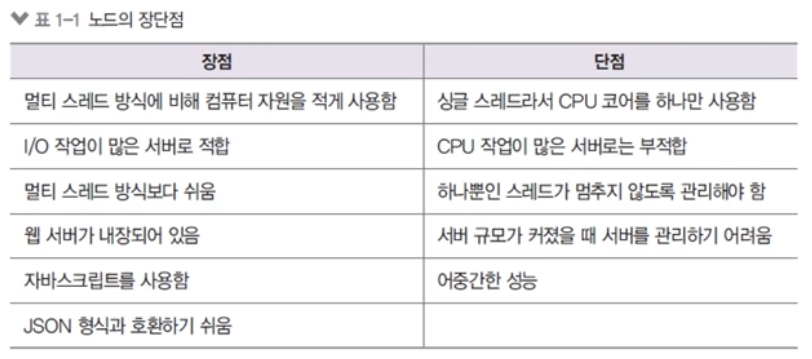 표 1-1 노드의 장단점
장점 단점
멀티 스레드 방식에 비해 컴퓨터 자원을 적게 사용함 싱글 스레드라서 CPU 코어를 하나만 사용함
I/O 작업이 많은 서버로 적합 CPU 작업이 많은 서버로는 부적합
멀티 스레드 방식보다 쉬움 하나뿐인 스레드가 멈추지 않도록 관리해야 함
웹 서버가 내장되어 있음 서버 규모가 커졌을 때 서버를 관리하기 어려움
자바스크립트를 사용함 어중간한 성능
JSON 형식과 호환하기 쉬움